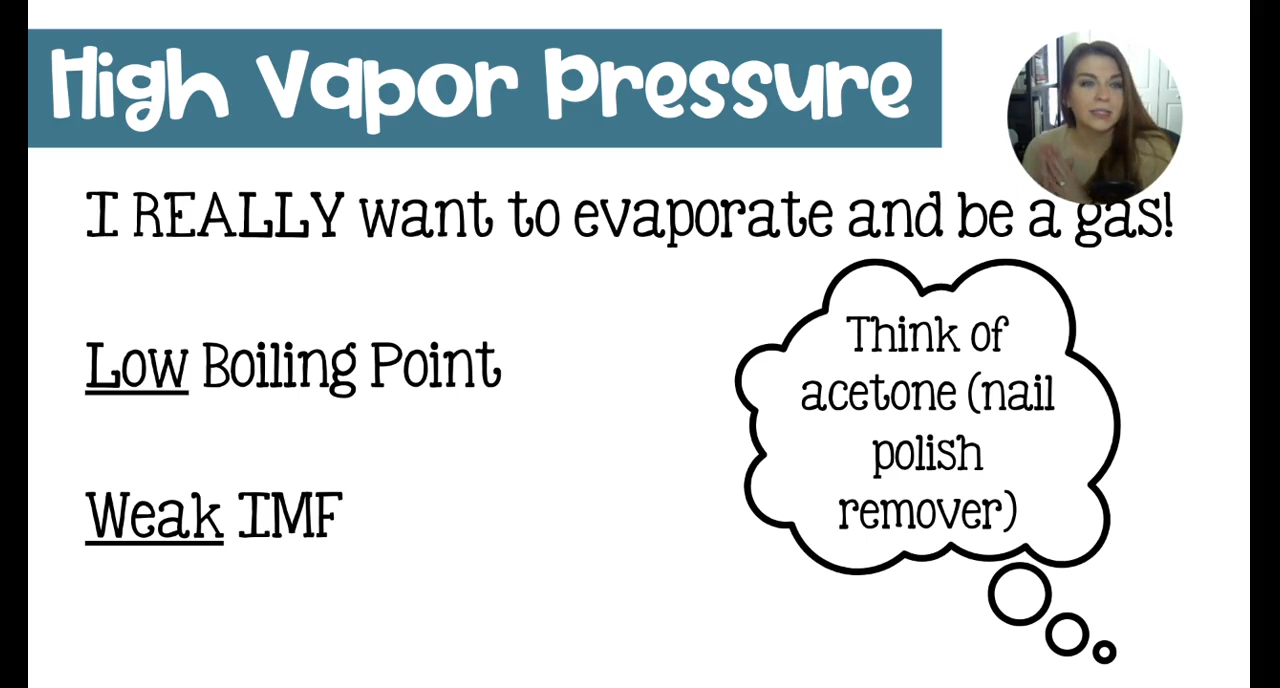 High Vapor Pressure
I REALLY want to evaporate and be a gas!
Low Boiling Point
Weak IMF
Think of
acetone (nail
polish
remover)